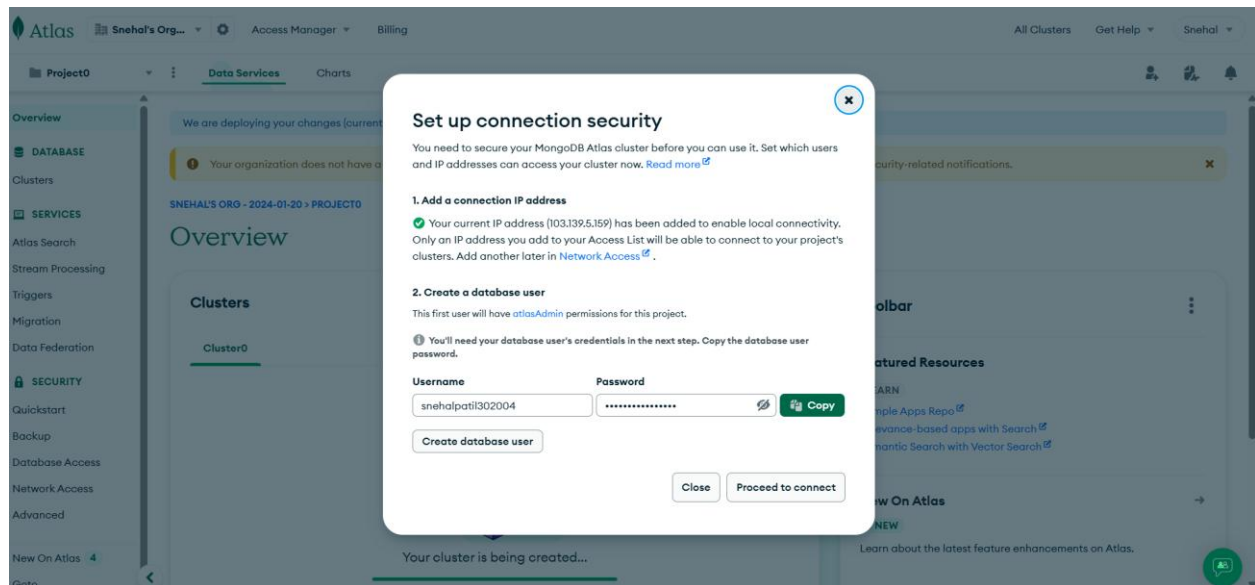 Atlas
Snehal's Org...
Access Manager
Billing
All Clusters
Get Help
Snehal
Project0
Data Services
Charts
Overview
DATABASE
Clusters
SERVICES
Atlas Search
Stream Processing
Triggers
Migration
Data Federation
SECURITY
Quickstart
Backup
Database Access
Network Access
Advanced
New On Atlas 4
Goto
We are deploying your changes (current
Your organization does not have a
curity-related notifications.
SNEHAL'S ORG - 2024-01-20 > PROJECT0
Overview
Clusters
Cluster0
Your cluster is being created...
Set up connection security
You need to secure your MongoDB Atlas cluster before you can use it. Set which users
and IP addresses can access your cluster now. Read more
1. Add a connection IP address
Your current IP address (103.139.5.159) has been added to enable local connectivity.
Only an IP address you add to your Access List will be able to connect to your project's
clusters. Add another later in Network Access .
2. Create a database user
This first user will have atlasAdmin permissions for this project.
You'll need your database user's credentials in the next step. Copy the database user
password.
Username
Password
snehalpatil302004
••••••••••••••••
Copy
Create database user
Close
Proceed to connect
olbar
atured Resources
ARN
mple Apps Repo
evance-based apps with Search
mantic Search with Vector Search
ew On Atlas
NEW
Learn about the latest feature enhancements on Atlas.